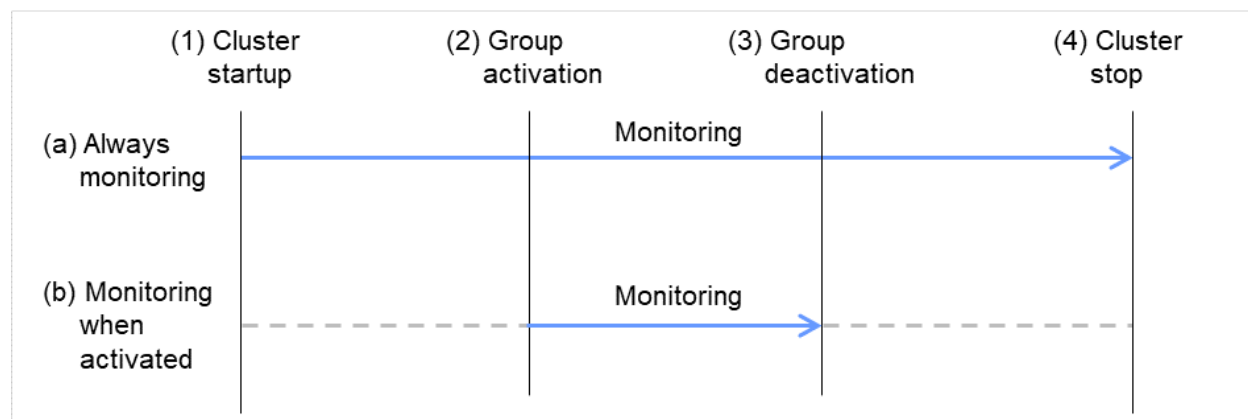 (1) Cluster
startup
(2) Group
activation
(3) Group
deactivation
(4) Cluster
stop
(a) Always
monitoring
Monitoring
(b) Monitoring
when
activated
Monitoring